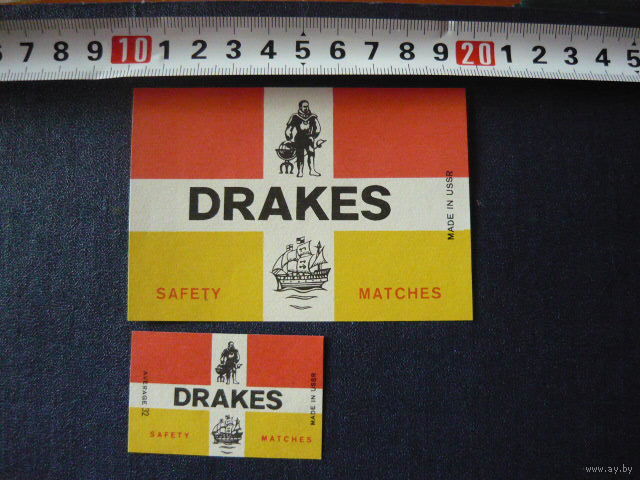 6 7 8 9 10 1 2 3 4 5 6 7 8 9 20 1 2 3 4 5
DRAKES
MADE IN USSR
SAFETY MATCHES
AVERAGE 32
DRAKES
MADE IN USSR
SAFETY MATCHES
www.ay.by